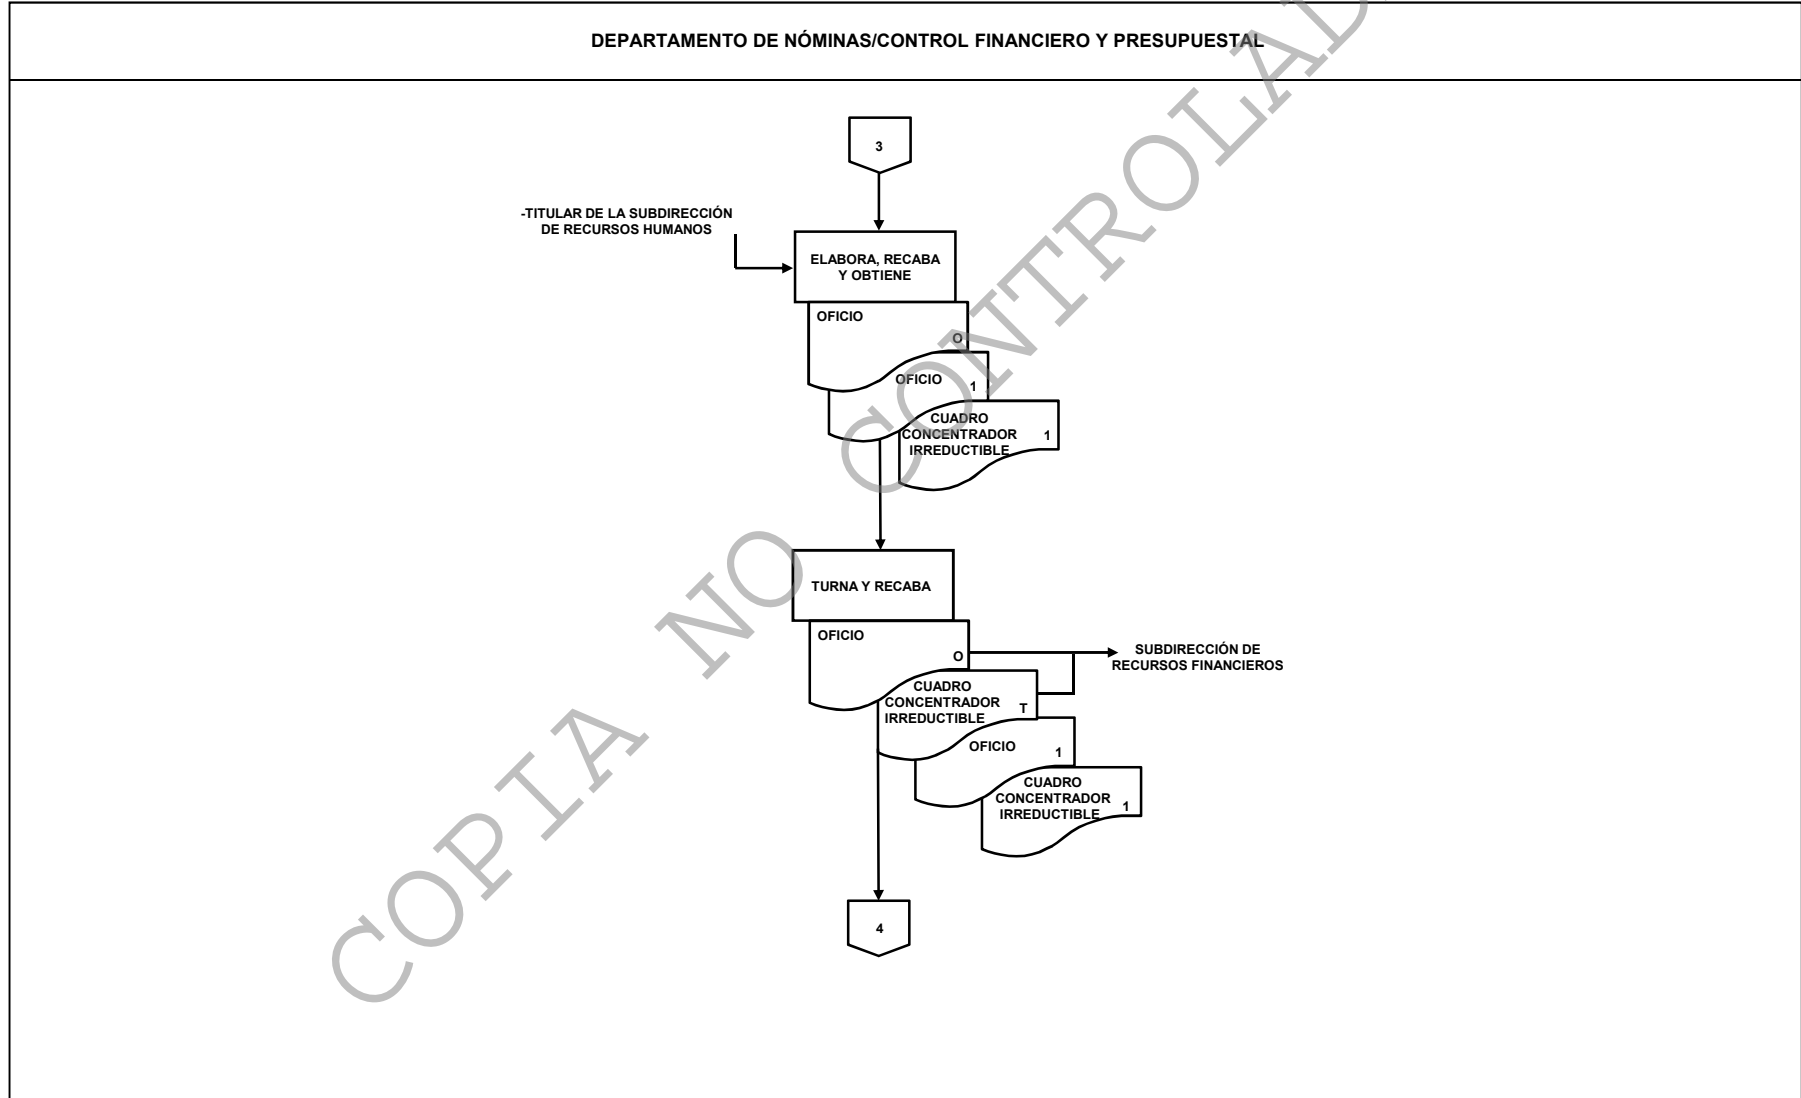 DEPARTAMENTO DE NÓMINAS/CONTROL FINANCIERO Y PRESUPUESTAL
3
-TITULAR DE LA SUBDIRECCIÓN
DE RECURSOS HUMANOS
ELABORA, RECABA
Y OBTIENE
OFICIO
O
OFICIO
1
CUADRO
CONCENTRADOR
IRREDUCTIBLE
1
TURNA Y RECABA
OFICIO
O
SUBDIRECCIÓN DE
RECURSOS FINANCIEROS
CUADRO
CONCENTRADOR
IRREDUCTIBLE
T
OFICIO
1
CUADRO
CONCENTRADOR
IRREDUCTIBLE
1
4
COPIA NO CONTROLAD